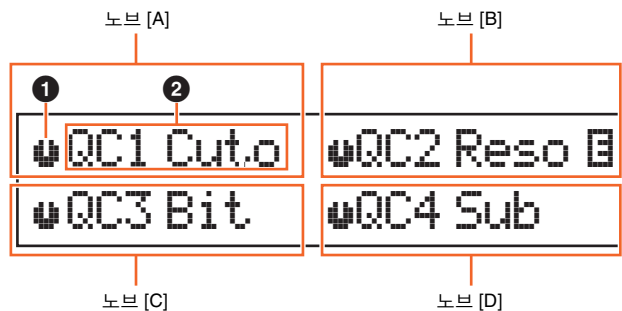 노브 [A] 노브 [B]
1 2
QC1 Cut.o QC2 Reso E
QC3 Bit QC4 Sub
노브 [C] 노브 [D]